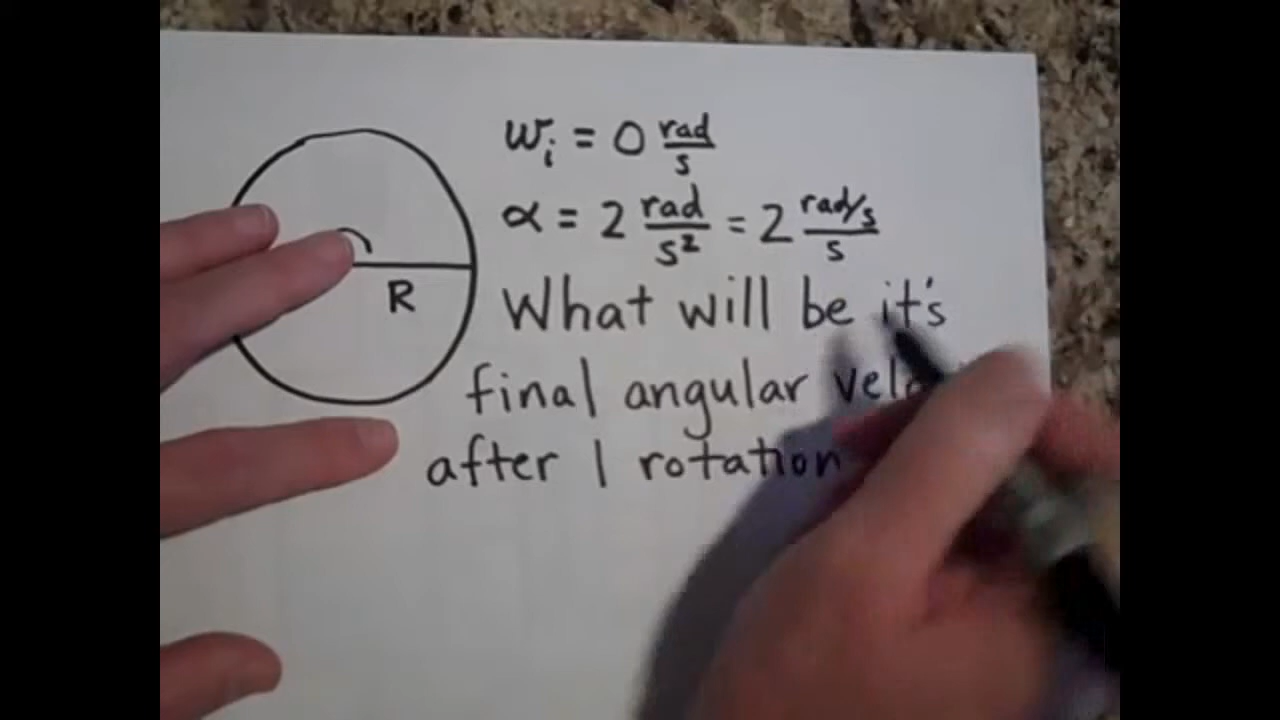 ωi = 0 rad/s
α = 2 rad/s² = 2 rad/s/s
R
What will be it's
final angular
after 1 rotation